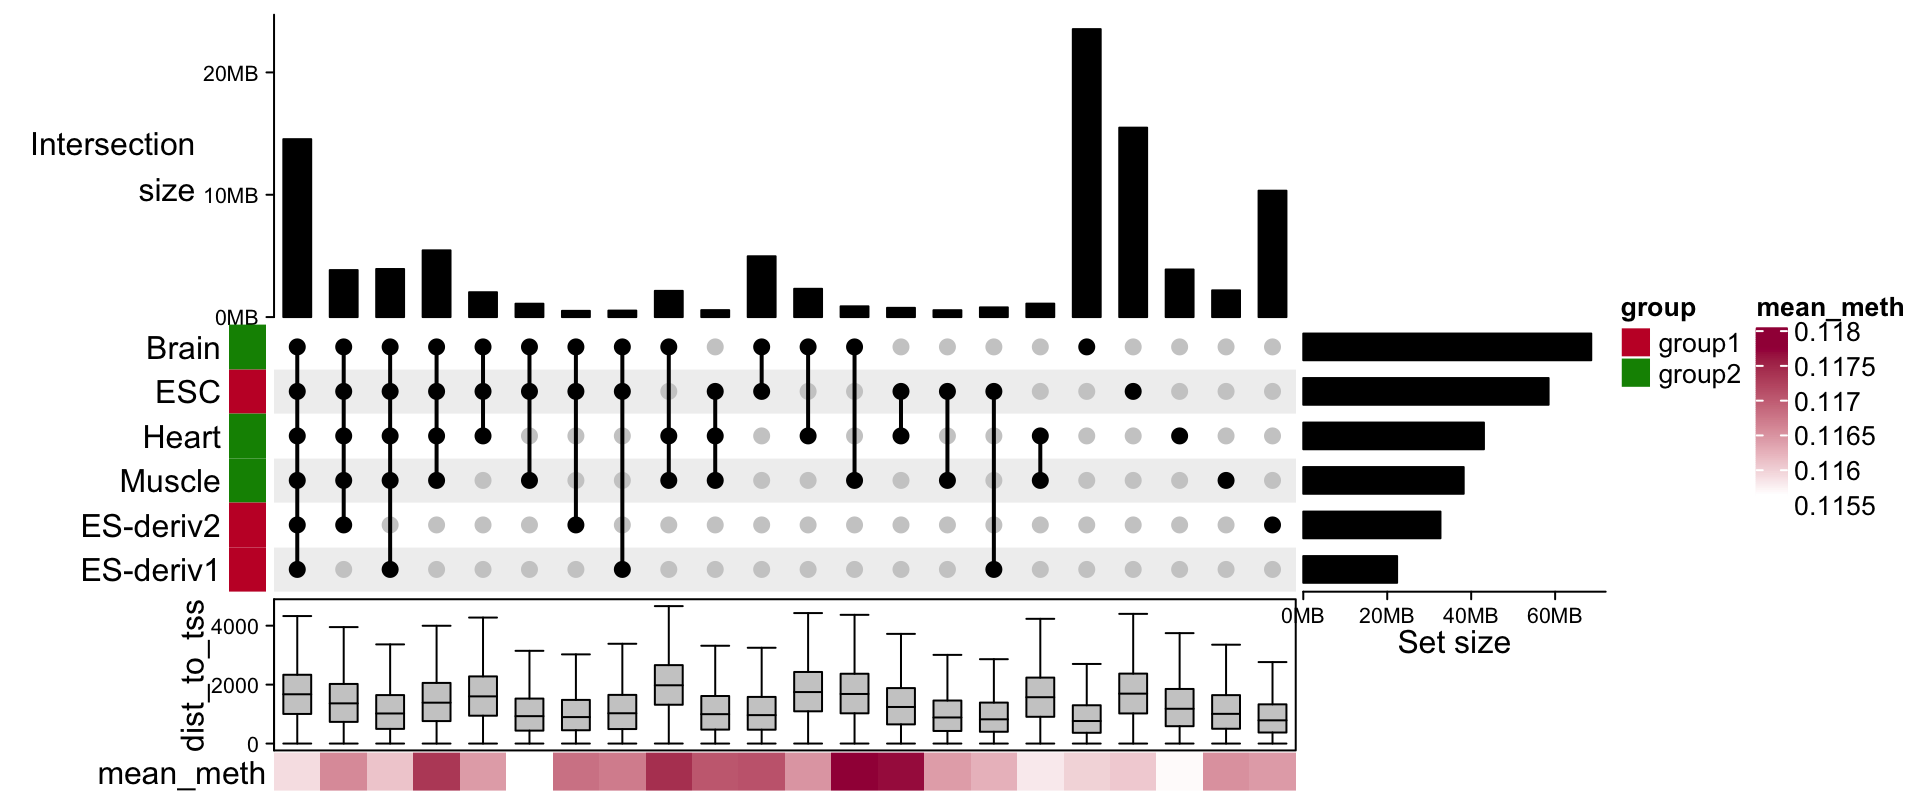 20MB
Intersection
size
10MB
0MB
Brain
ESC
Heart
Muscle
ES-deriv2
ES-deriv1
group
group1
group2
mean_meth
0.118
0.1175
0.117
0.1165
0.116
0.1155
0MB
20MB
40MB
60MB
Set size
dist_to_tss
4000
2000
0
mean_meth